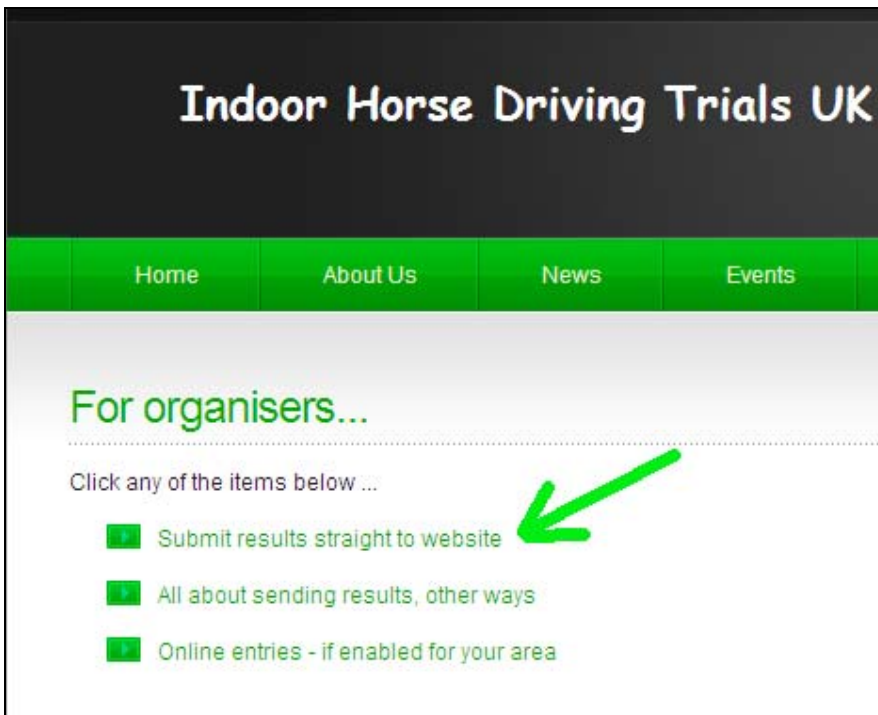 Indoor Horse Driving Trials UK
Home About Us News Events
For organisers...
Click any of the items below ...
Submit results straight to website
All about sending results, other ways
Online entries - if enabled for your area